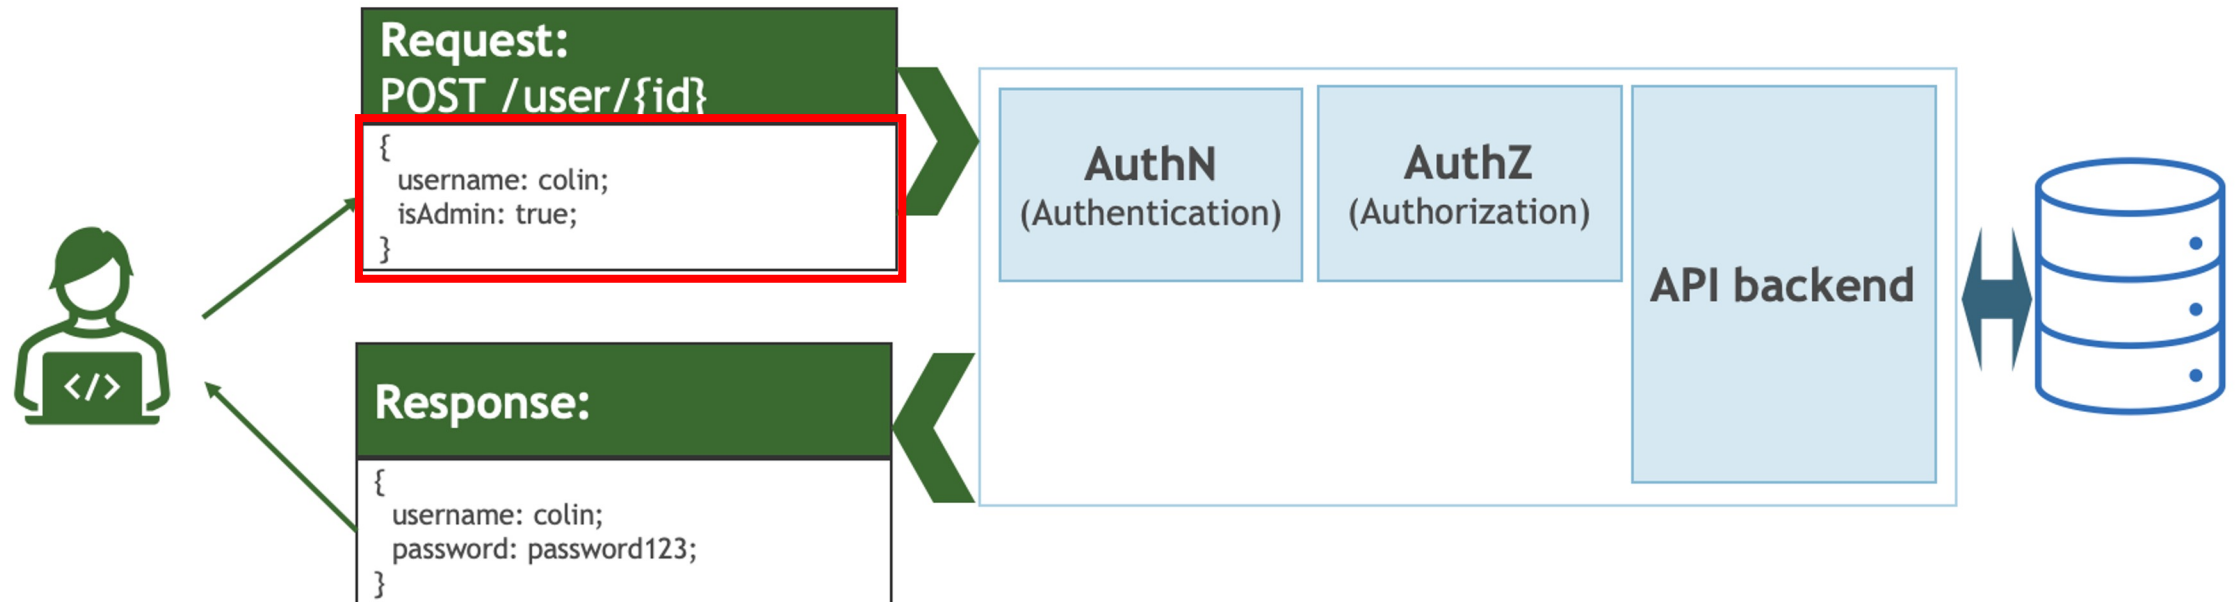 Request:
POST /user/{id}
{
username: colin;
isAdmin: true;
}
AuthN
(Authentication)
AuthZ
(Authorization)
API backend
</>
Response:
{
username: colin;
password: password123;
}